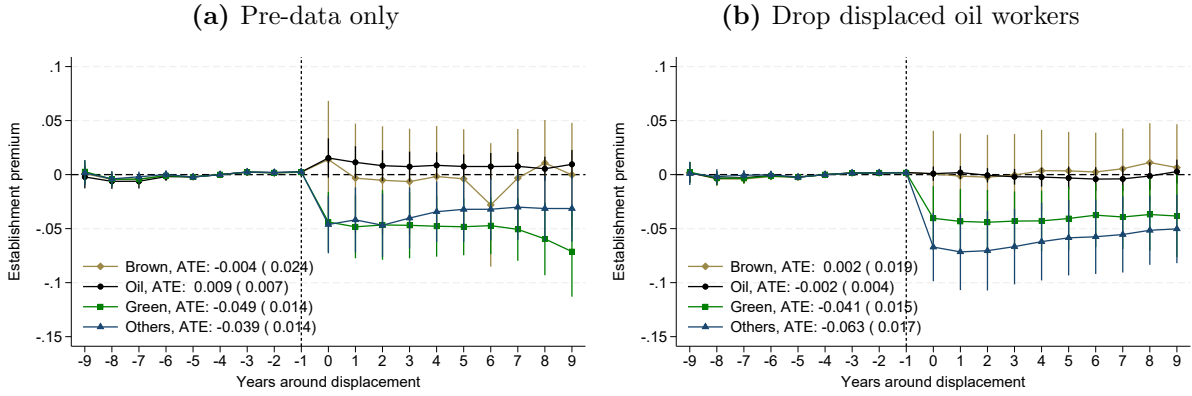 (a) Pre-data only
.1
.05
0
-.05
-.1
-.15
Establishment premium
Brown, ATE: -0.004 ( 0.024)
Oil, ATE: 0.009 ( 0.007)
Green, ATE: -0.049 ( 0.014)
Others, ATE: -0.039 ( 0.014)
-9 -8 -7 -6 -5 -4 -3 -2 -1 0 1 2 3 4 5 6 7 8 9
Years around displacement
(b) Drop displaced oil workers
.1
.05
0
-.05
-.1
-.15
Establishment premium
Brown, ATE: 0.002 ( 0.019)
Oil, ATE: -0.002 ( 0.004)
Green, ATE: -0.041 ( 0.015)
Others, ATE: -0.063 ( 0.017)
-9 -8 -7 -6 -5 -4 -3 -2 -1 0 1 2 3 4 5 6 7 8 9
Years around displacement